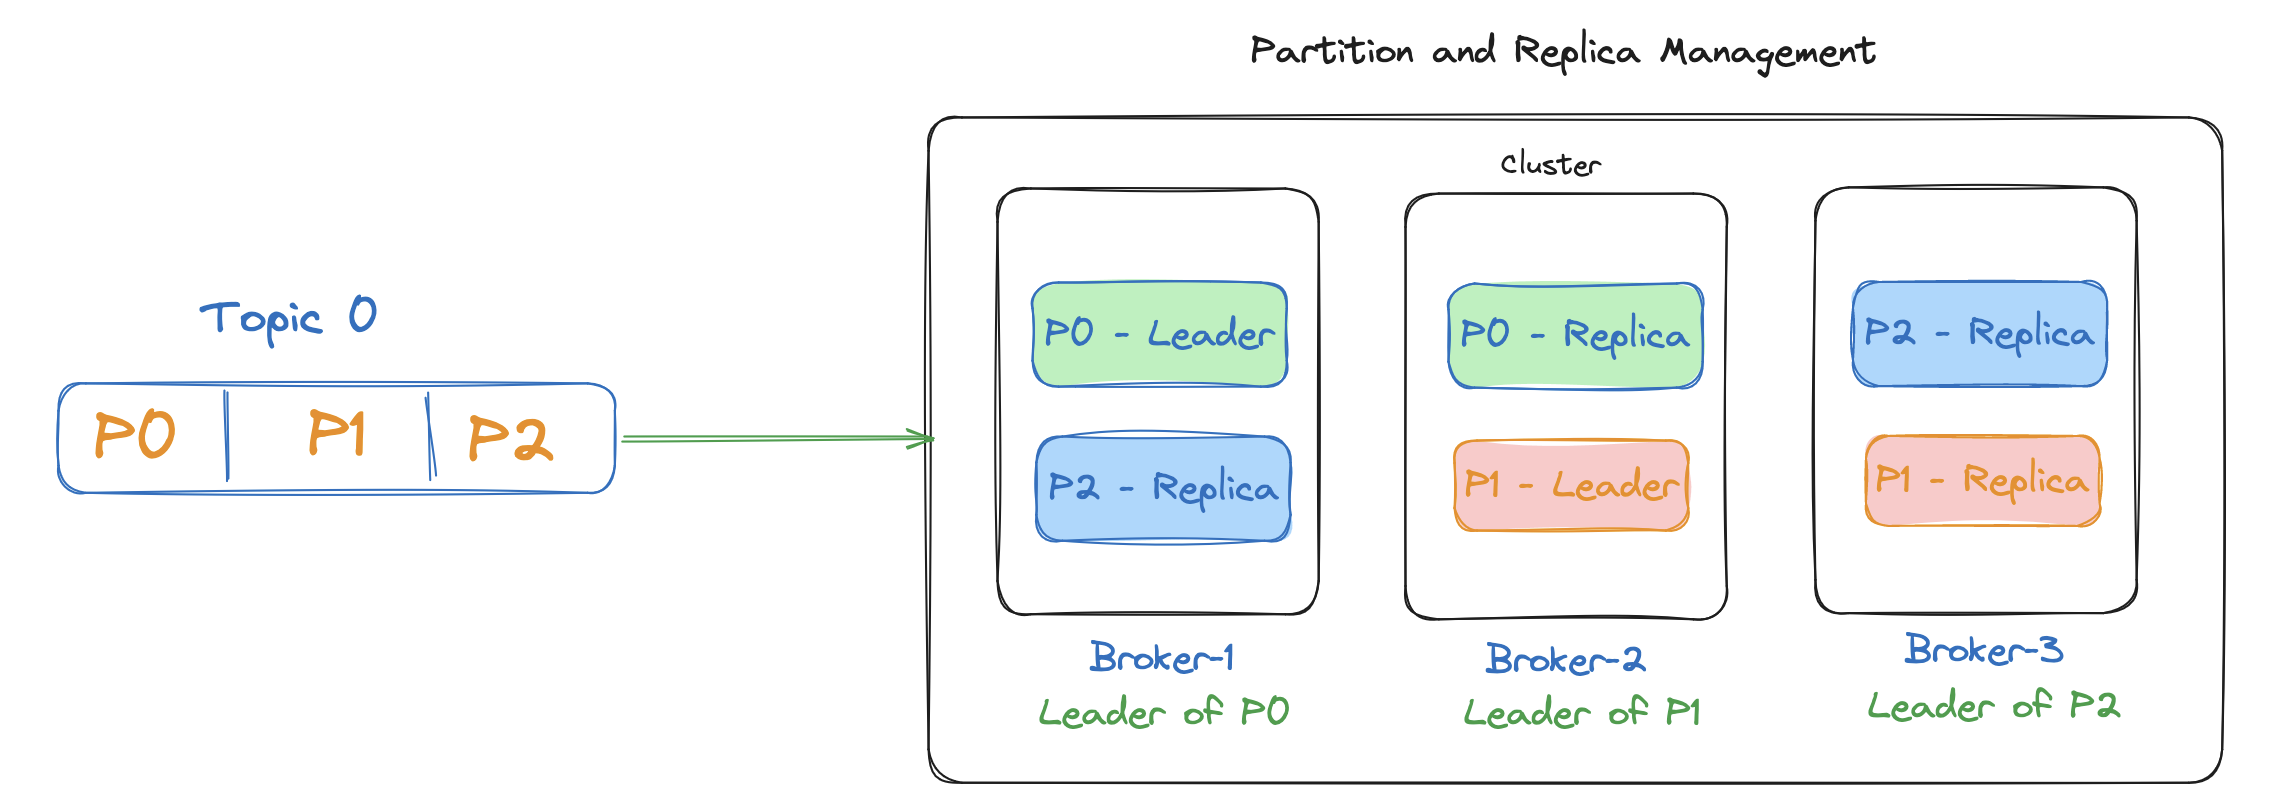 Partition and Replica Management
Cluster
Topic 0
P0 P1 P2
P0 - Leader
P2 - Replica
Broker-1
Leader of P0
P0 - Replica
P1 - Leader
Broker-2
Leader of P1
P2 - Replica
P1 - Replica
Broker-3
Leader of P2